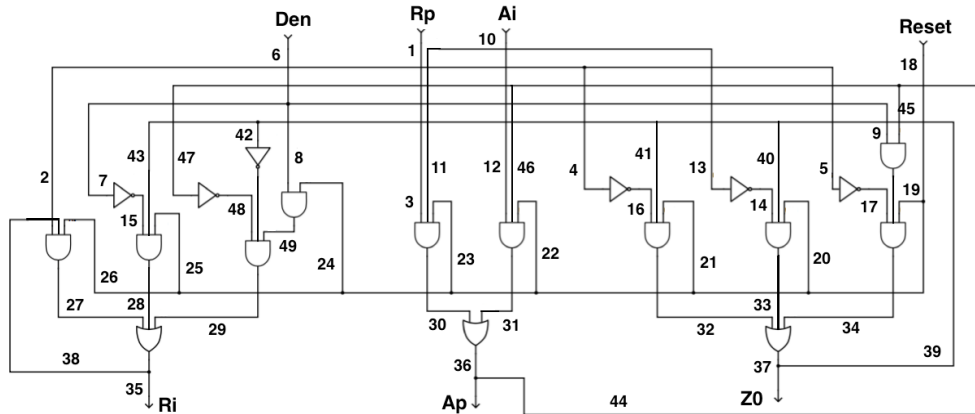 Den Rp Ai Reset
6 1 10 18
45
42 9
43 47 8 11 12 46 4 41 13 40 5
2 7 3 19
15 48 16 14 17
49
26 25 24 23 22 21 20
27 28 29 30 31 32 33 34
38 36 37 39
35 Ri Ap 44 Z0